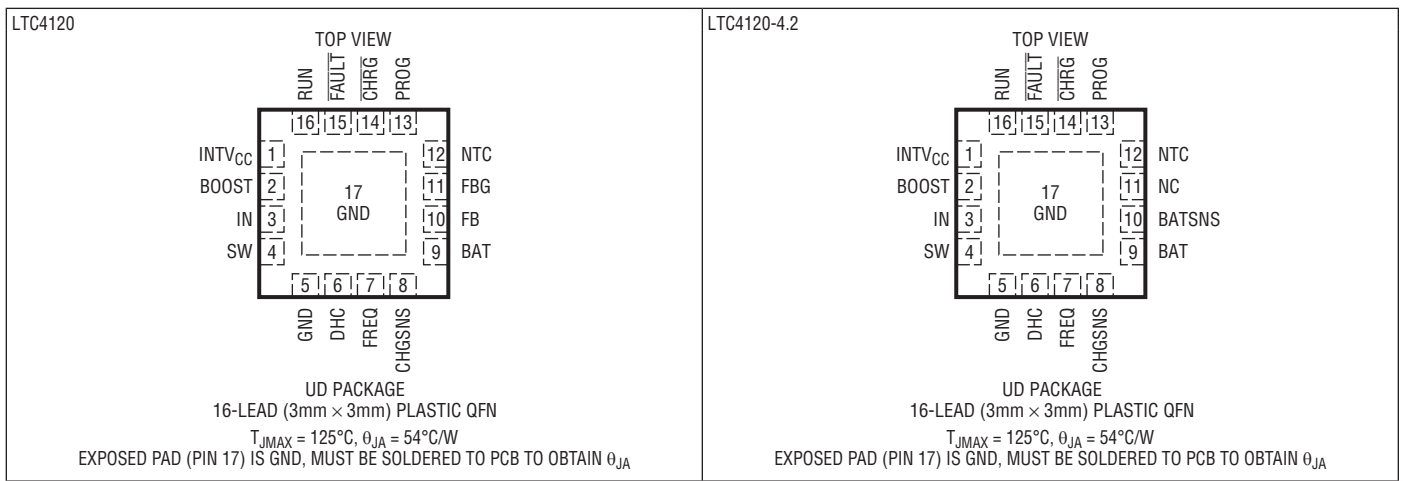 LTC4120
TOP VIEW
RUN
FAULT
CHRG
PROG
16 15 14 13
INTVCC 1
BOOST 2
IN 3
SW 4
12 NTC
11 FBG
10 FB
9 BAT
17
GND
5 6 7 8
GND
DHC
FREQ
CHGSNS
UD PACKAGE
16-LEAD (3mm × 3mm) PLASTIC QFN
TJMAX = 125°C, θJA = 54°C/W
EXPOSED PAD (PIN 17) IS GND, MUST BE SOLDERED TO PCB TO OBTAIN θJA
LTC4120-4.2
TOP VIEW
RUN
FAULT
CHRG
PROG
16 15 14 13
INTVCC 1
BOOST 2
IN 3
SW 4
12 NTC
11 NC
10 BATSNS
9 BAT
17
GND
5 6 7 8
GND
DHC
FREQ
CHGSNS
UD PACKAGE
16-LEAD (3mm × 3mm) PLASTIC QFN
TJMAX = 125°C, θJA = 54°C/W
EXPOSED PAD (PIN 17) IS GND, MUST BE SOLDERED TO PCB TO OBTAIN θJA